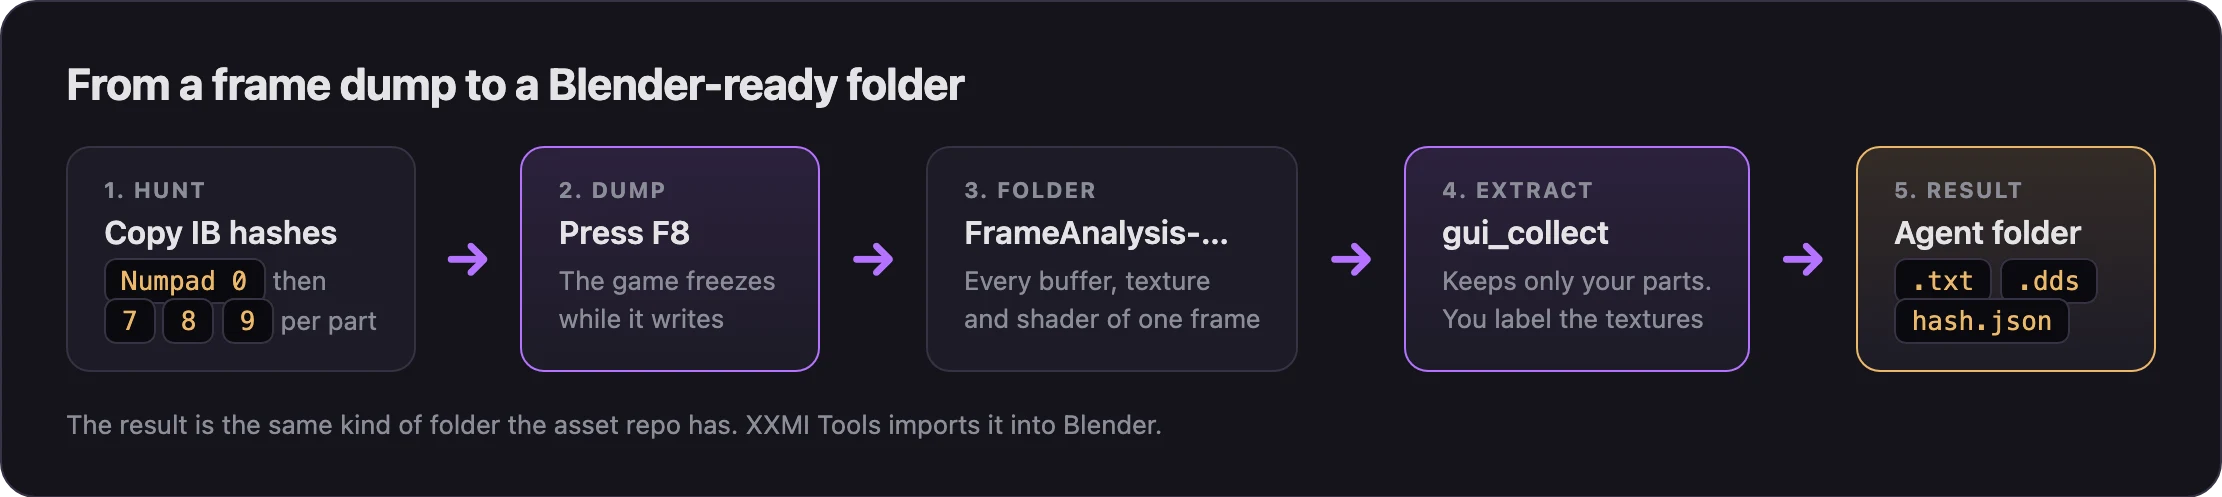 From a frame dump to a Blender-ready folder
1. HUNT
Copy IB hashes
Numpad 0 then
7 8 9 per part
2. DUMP
Press F8
The game freezes
while it writes
3. FOLDER
FrameAnalysis-...
Every buffer, texture
and shader of one frame
4. EXTRACT
gui_collect
Keeps only your parts.
You label the textures
5. RESULT
Agent folder
.txt .dds
hash.json
The result is the same kind of folder the asset repo has. XXMI Tools imports it into Blender.